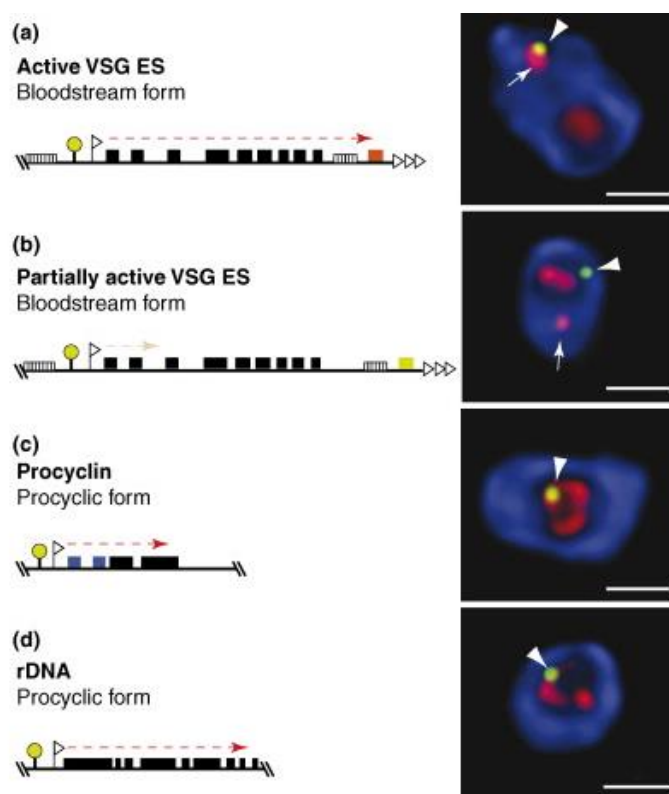 (a)
Active VSG ES
Bloodstream form
(b)
Partially active VSG ES
Bloodstream form
(c)
Procyclin
Procyclic form
(d)
rDNA
Procyclic form